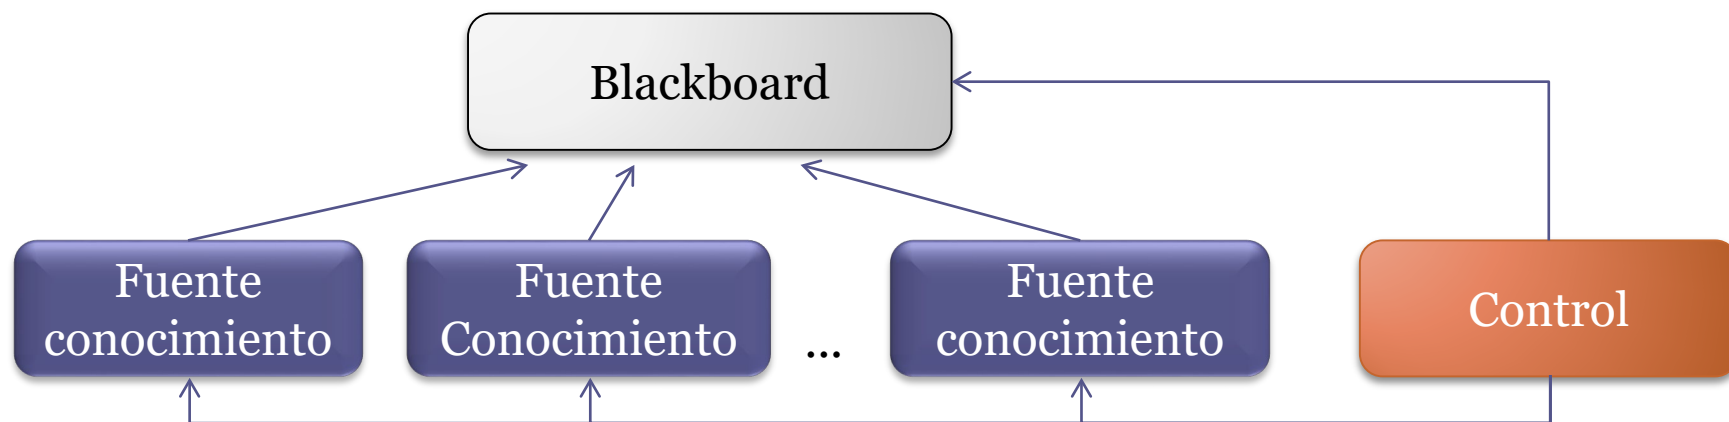 Blackboard
Fuente
conocimiento
Fuente
Conocimiento
...
Fuente
conocimiento
Control